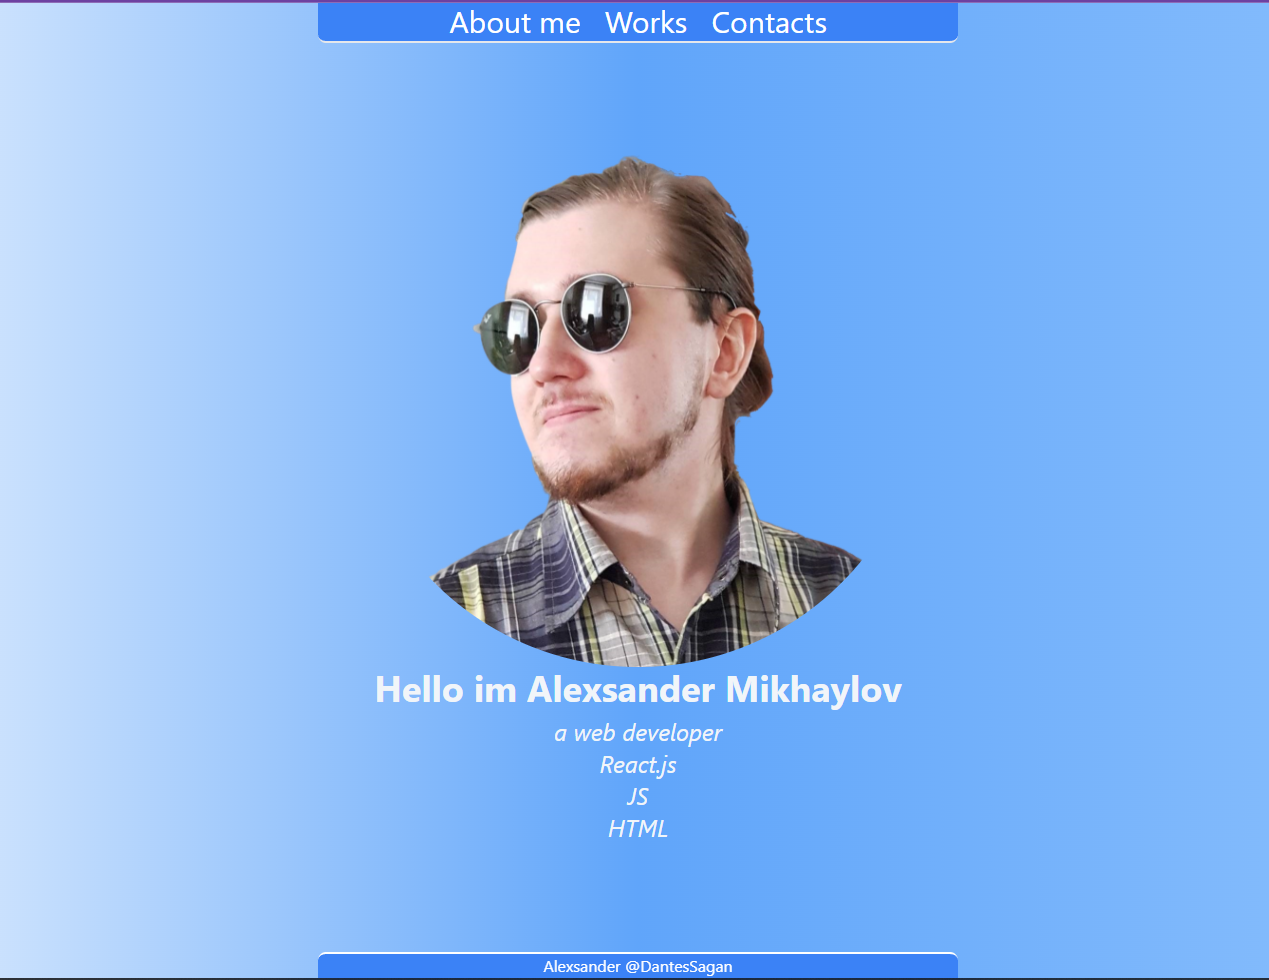 About me Works Contacts
Hello im Alexsander Mikhaylov
a web developer
React.js
JS
HTML
Alexsander @DantesSagan